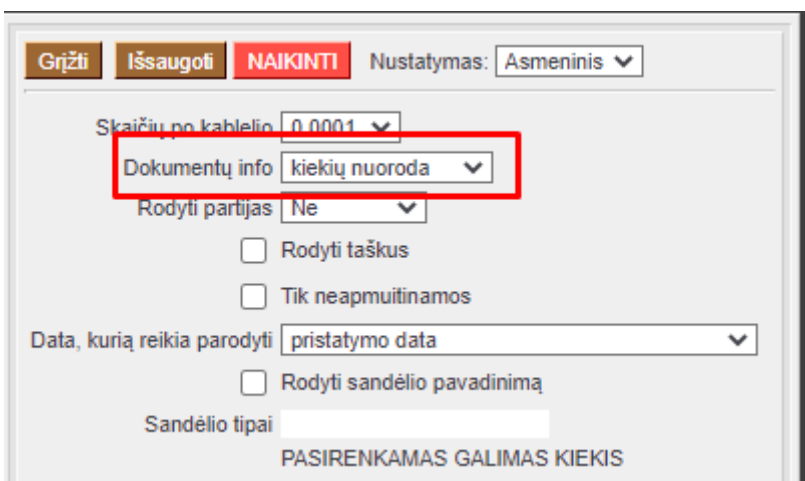 Grįžti Išsaugoti NAIKINTI Nustatymas: Asmeninis
Skaičių po kablelio 0.0001
Dokumentų info kiekių nuoroda
Rodyti partijas Ne
Rodyti taškus
Tik neapmuitinamos
Data, kurią reikia parodyti pristatymo data
Rodyti sandėlio pavadinimą
Sandėlio tipai
PASIRENKAMAS GALIMAS KIEKIS